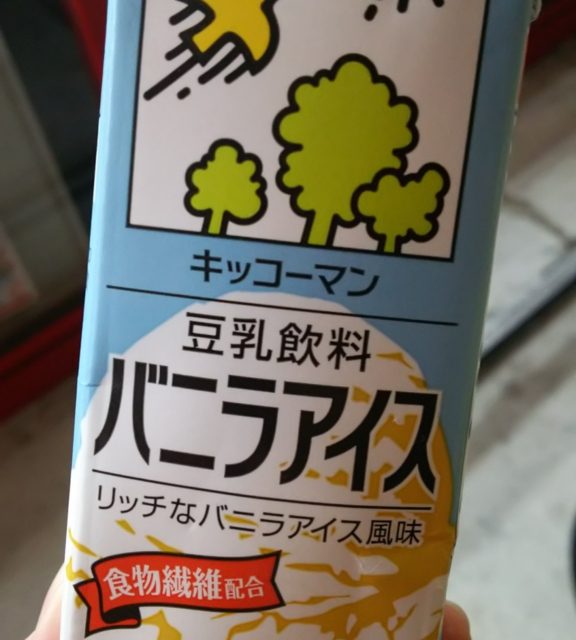 キッコーマン
豆乳飲料
バニラアイス
リッチなバニラアイス風味
食物繊維配合